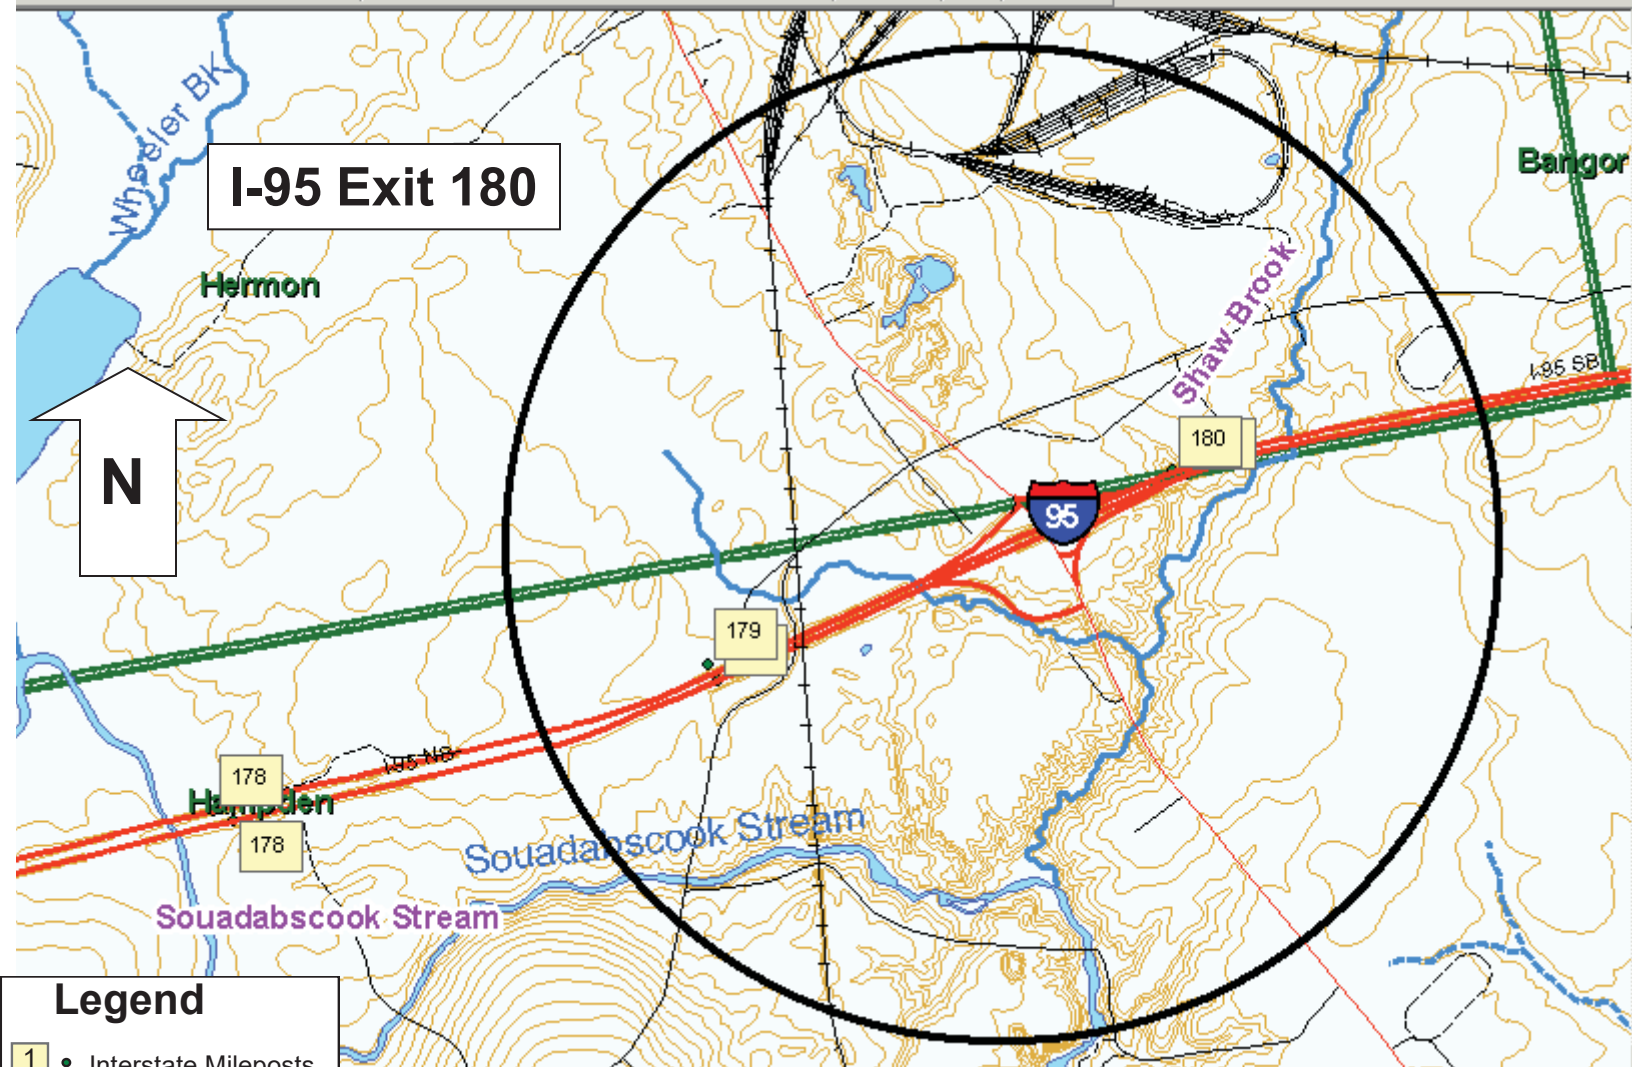 Wheeler BK
I-95 Exit 180
Bangor
Hermon
Shaw Brook
I-95 SB
N
180
95
179
I-95 NB
178
Hampden
178
Souadabscook Stream
Souadabscook Stream
Legend
1 • Interstate Mileposts